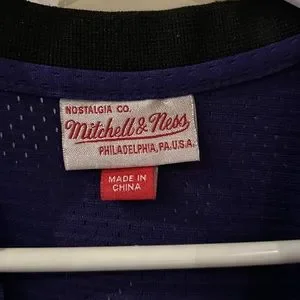 NOSTALGIA CO.
Mitchell & Ness
PHILADELPHIA, PA. U.S.A.
MADE IN
CHINA